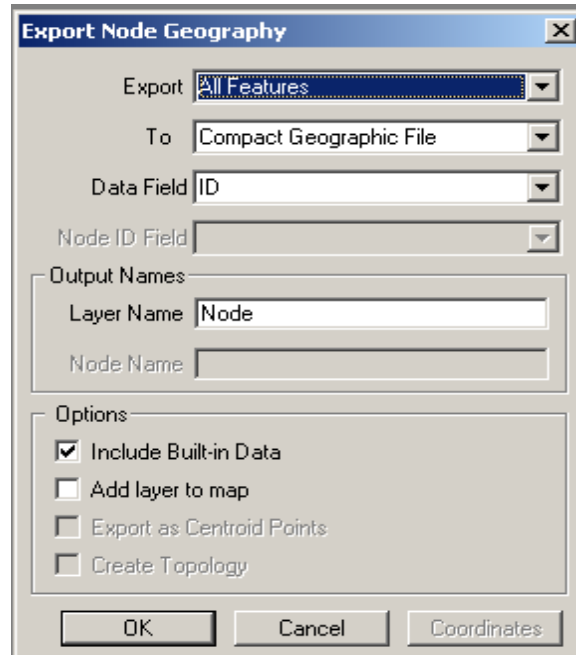 Export Node Geography
Export All Features
To Compact Geographic File
Data Field ID
Node ID Field
Output Names
Layer Name Node
Node Name
Options
Include Built-in Data
Add layer to map
Export as Centroid Points
Create Topology
OK Cancel Coordinates